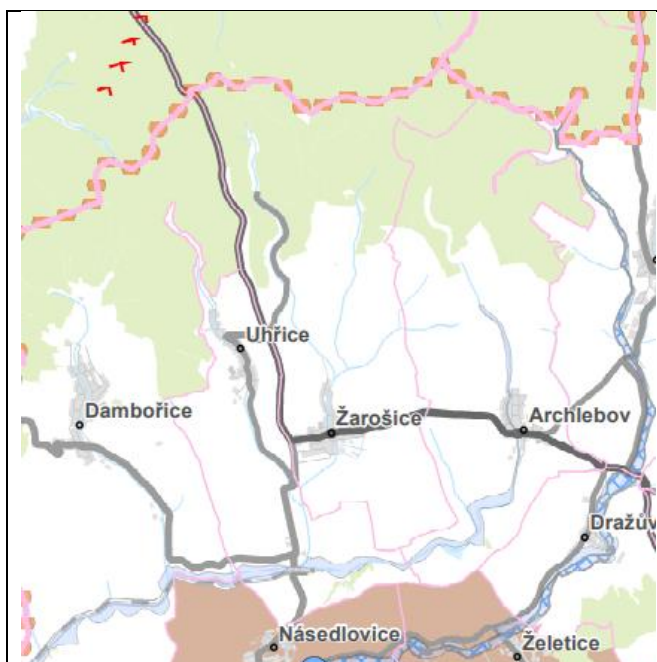 Uhřice
Dambořice
Žarošice
Archlebov
Dražův
Násedlovice
Želetice